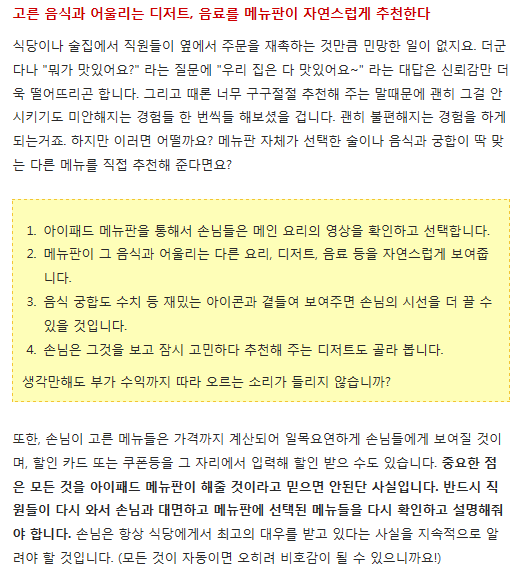 고른 음식과 어울리는 디저트, 음료를 메뉴판이 자연스럽게 추천한다
식당이나 술집에서 직원들이 옆에서 주문을 재촉하는 것만큼 민망한 일이 없지요. 더군
다나 "뭐가 맛있어요?" 라는 질문에 "우리 집은 다 맛있어요~" 라는 대답은 신뢰감만 더
욱 떨어뜨리곤 합니다. 그리고 때론 너무 구구절절 추천해 주는 말때문에 괜히 그걸 안
시키기도 미안해지는 경험들 한 번씩들 해보셨을 겁니다. 괜히 불편해지는 경험을 하게
되는거죠. 하지만 이러면 어떨까요? 메뉴판 자체가 선택한 술이나 음식과 궁합이 딱 맞
는 다른 메뉴를 직접 추천해 준다면요?
1. 아이패드 메뉴판을 통해서 손님들은 메인 요리의 영상을 확인하고 선택합니다.
2. 메뉴판이 그 음식과 어울리는 다른 요리, 디저트, 음료 등을 자연스럽게 보여줍
니다.
3. 음식 궁합도 수치 등 재밌는 아이콘과 곁들여 보여주면 손님의 시선을 더 끌 수
있을 것입니다.
4. 손님은 그것을 보고 잠시 고민하다 추천해 주는 디저트도 골라 봅니다.
생각만해도 부가 수익까지 따라 오르는 소리가 들리지 않습니까?
또한, 손님이 고른 메뉴들은 가격까지 계산되어 일목요연하게 손님들에게 보여질 것이
며, 할인 카드 또는 쿠폰등을 그 자리에서 입력해 할인 받으 수도 있습니다. 중요한 점
은 모든 것을 아이패드 메뉴판이 해줄 것이라고 믿으면 안된단 사실입니다. 반드시 직
원들이 다시 와서 손님과 대면하고 메뉴판에 선택된 메뉴들을 다시 확인하고 설명해줘
야 합니다. 손님은 항상 식당에게서 최고의 대우를 받고 있다는 사실을 지속적으로 알
려야 할 것입니다. (모든 것이 자동이면 오히려 비호감이 될 수 있으니까요!)